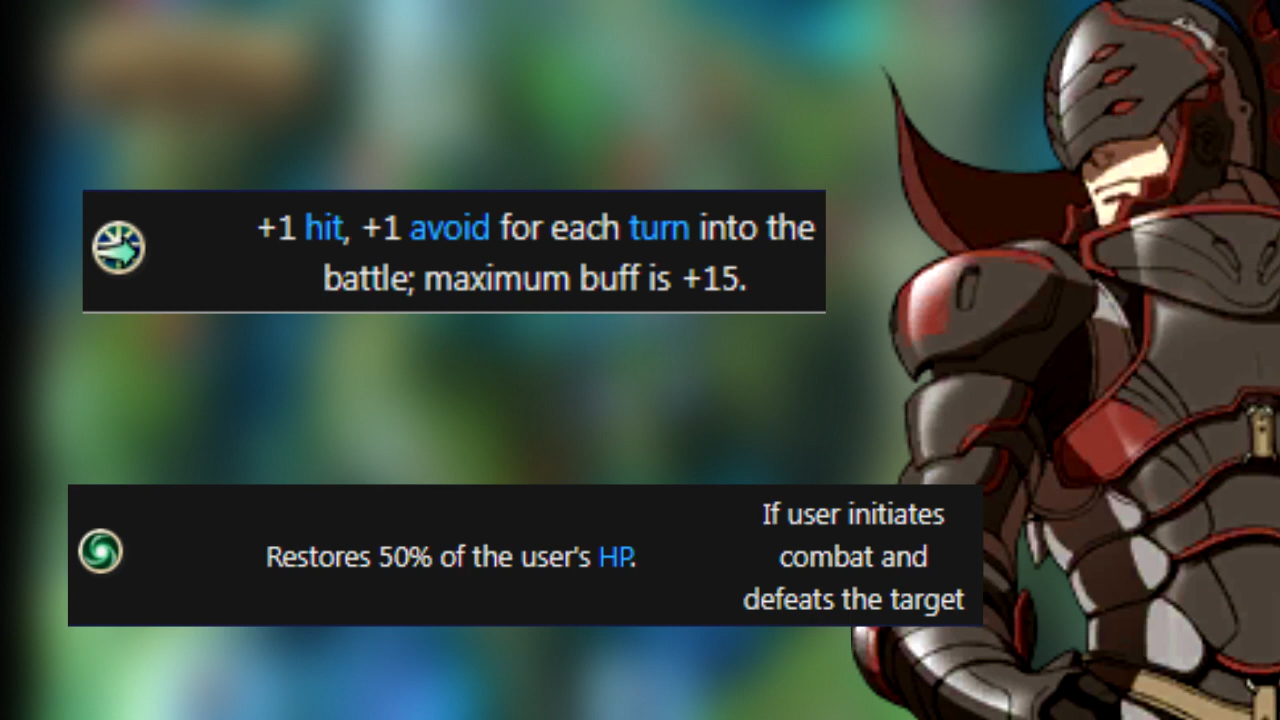 +1 hit, +1 avoid for each turn into the
battle; maximum buff is +15.
Restores 50% of the user's HP.
If user initiates
combat and
defeats the target